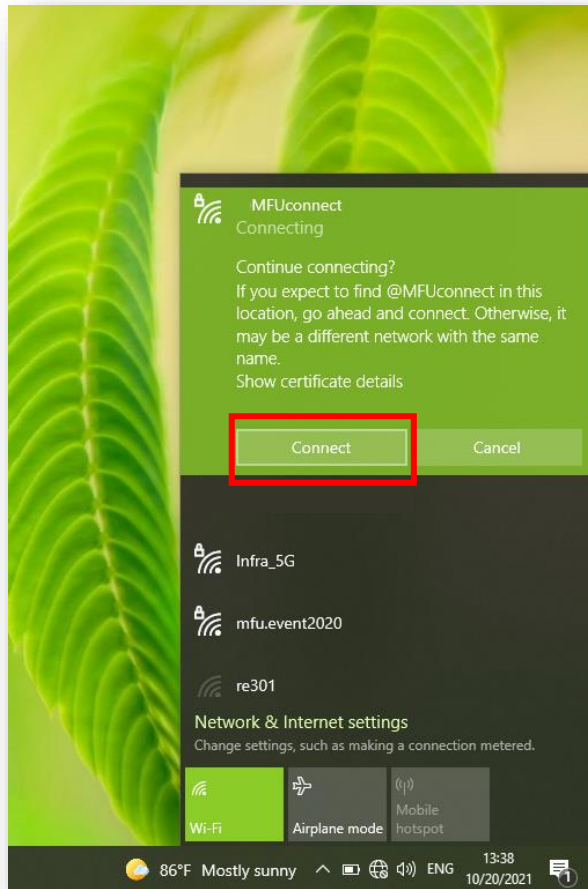 MFUconnect
Connecting
Continue connecting?
If you expect to find @MFUconnect in this
location, go ahead and connect. Otherwise, it
may be a different network with the same
name.
Show certificate details
Connect
Cancel
Infra_5G
mfu.event2020
re301
Network & Internet settings
Change settings, such as making a connection metered.
Wi-Fi
Airplane mode
Mobile
hotspot
86°F Mostly sunny
ENG
13:38
10/20/2021
1